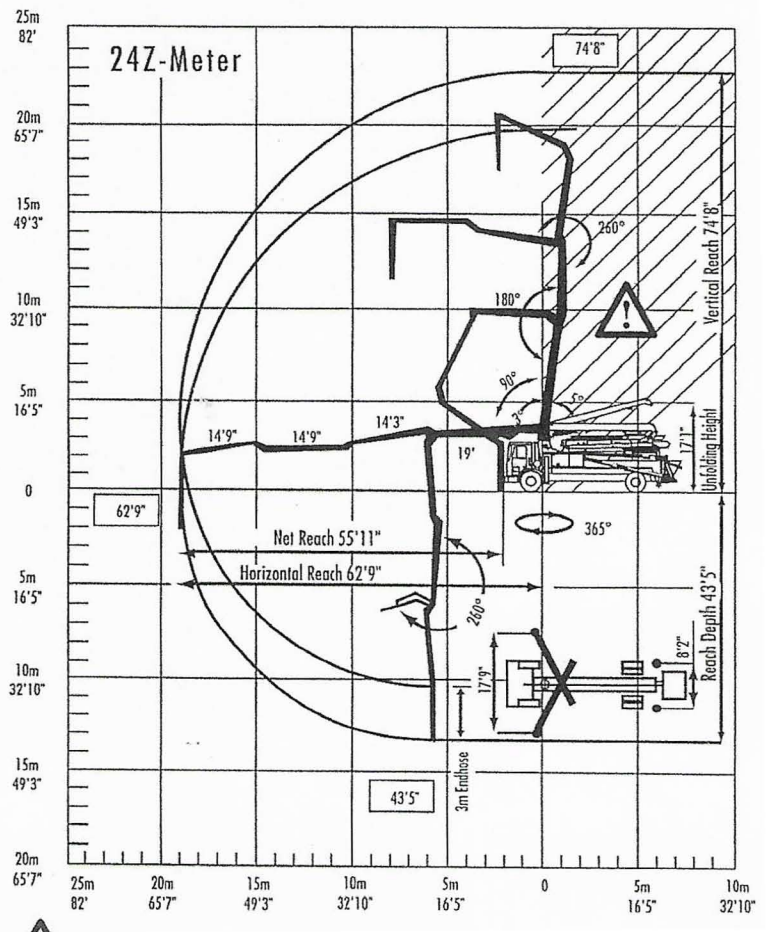 25m
82'
24Z-Meter
74'8"
20m
65'7"
15m
49'3"
260°
Vertical Reach 74'8"
10m
32'10"
180°
90°
5°
3°
5m
16'5"
14'9"
14'9"
14'3"
19'
17'1"
Unfolding Height
0
62'9"
365°
Net Reach 55'11"
Horizontal Reach 62'9"
5m
16'5"
260°
Reach Depth 43'5"
17'9"
8'2"
10m
32'10"
3m Endhose
15m
49'3"
43'5"
20m
65'7"
25m 20m 15m 10m 5m 0 5m 10m
82' 65'7" 49'3" 32'10" 16'5" 16'5" 32'10"